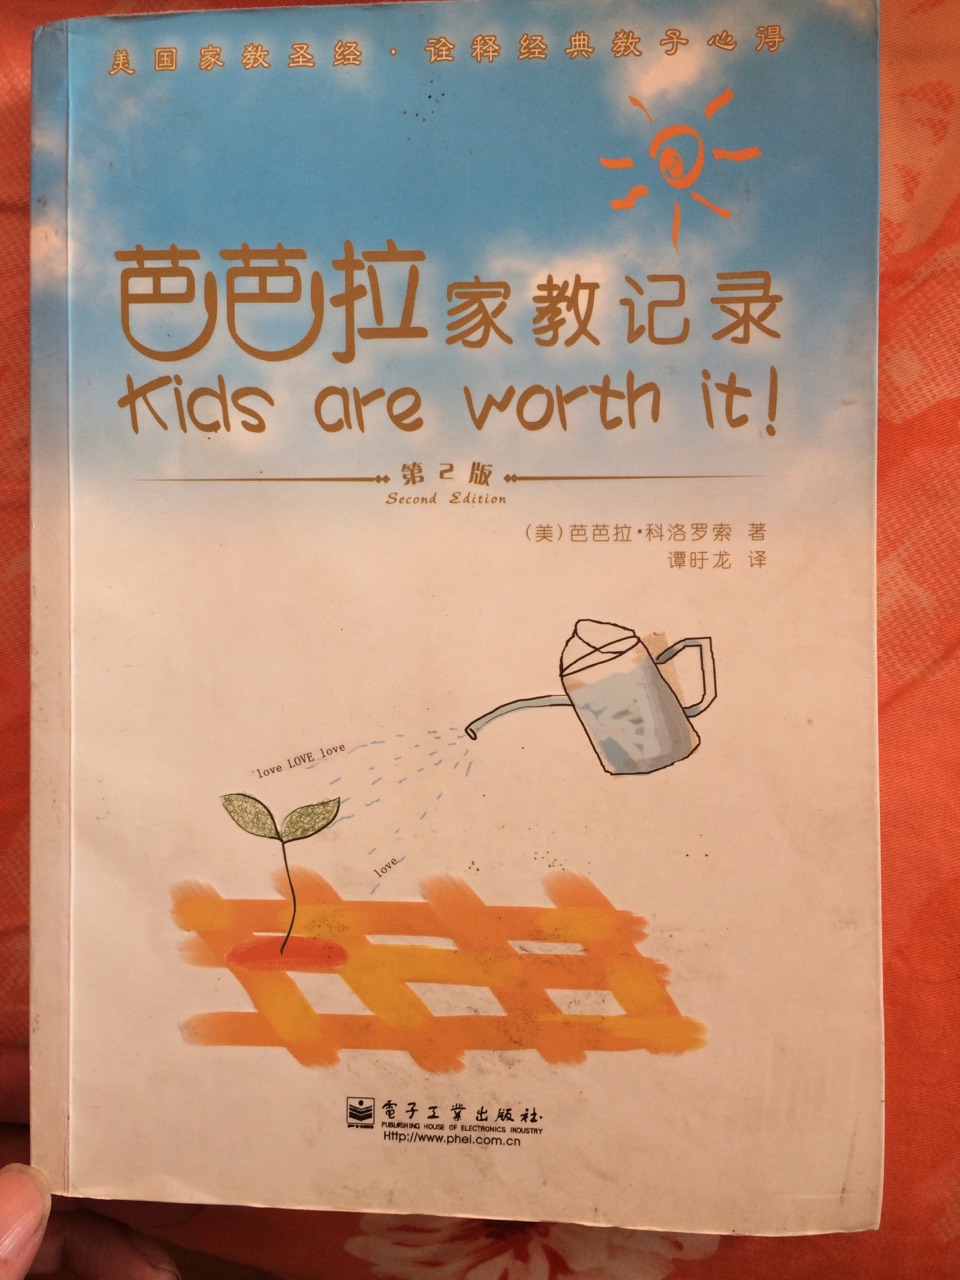 美国家教圣经·诠释经典教子心得
芭芭拉家教记录
Kids are worth it!
第2版
Second Edition
(美)芭芭拉·科洛罗索 著
谭旴龙 译
love LOVE love
love
電子工業出版社.
PUBLISHING HOUSE OF ELECTRONICS INDUSTRY
Http://www.phei.com.cn